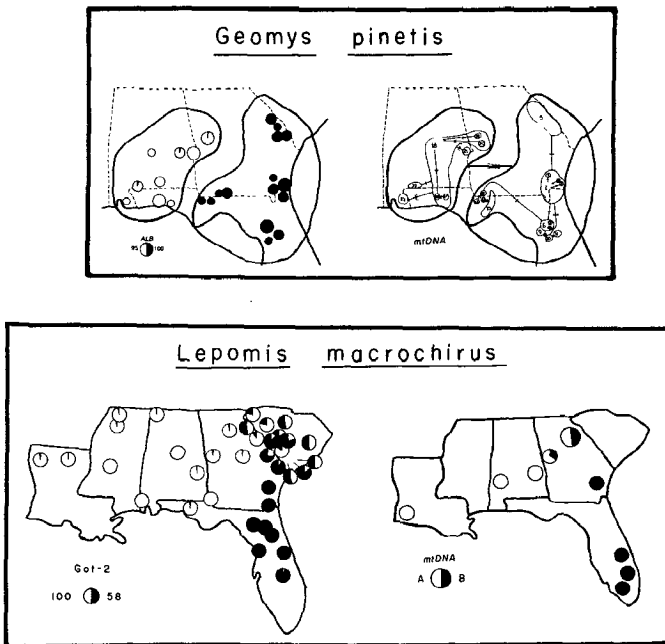 Geomys pinetis
ALB
95 100
mtDNA
Lepomis macrochirus
Got-2
100 58
mtDNA
A B